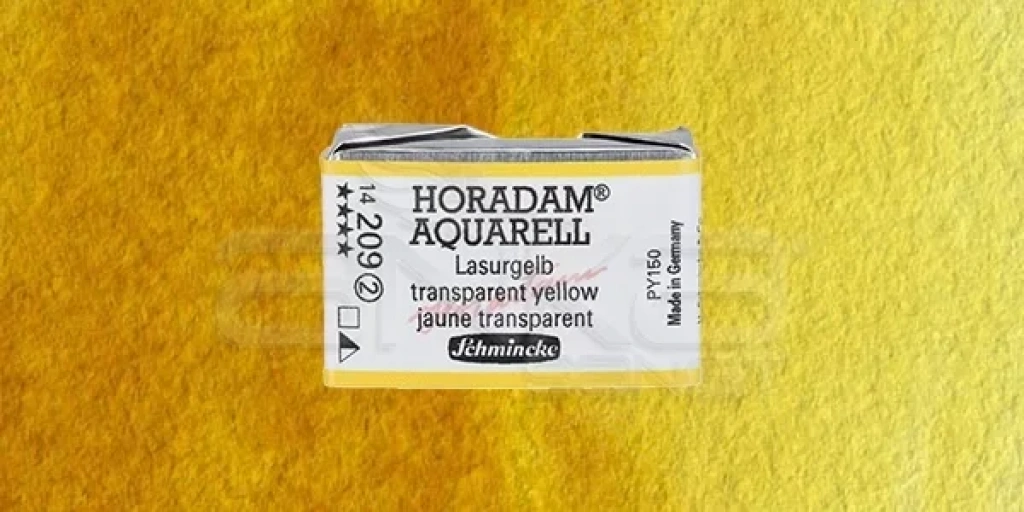 HORADAM®
AQUARELL
Lasurgelb
transparent yellow
jaune transparent
Schmincke
14 209 ②
★★★★
PY150
Made in Germany